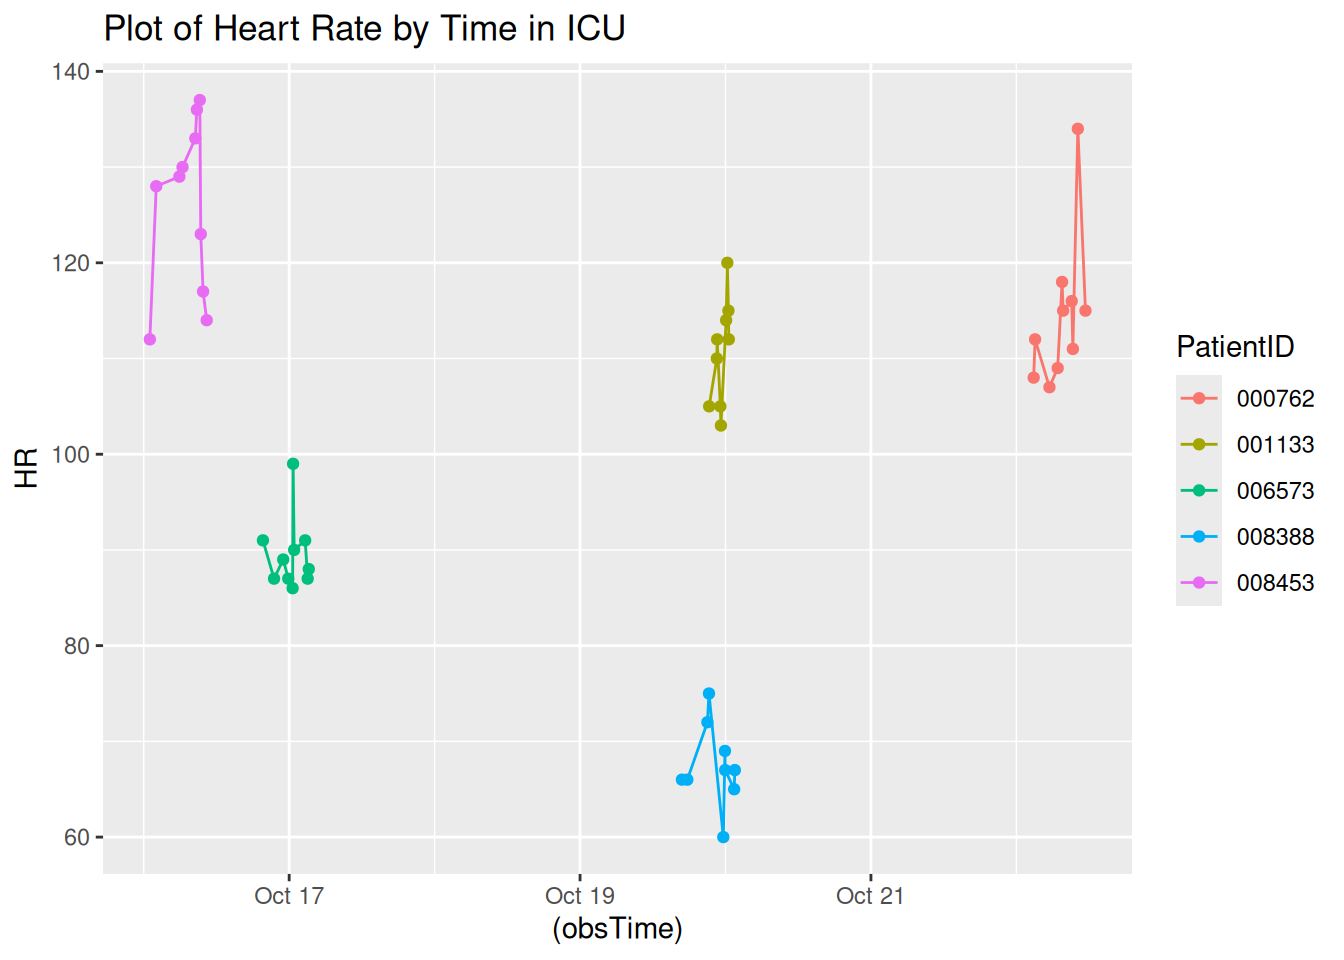 Plot of Heart Rate by Time in ICU
140
120
100
80
60
HR
Oct 17
Oct 19
Oct 21
(obsTime)
PatientID
000762
001133
006573
008388
008453